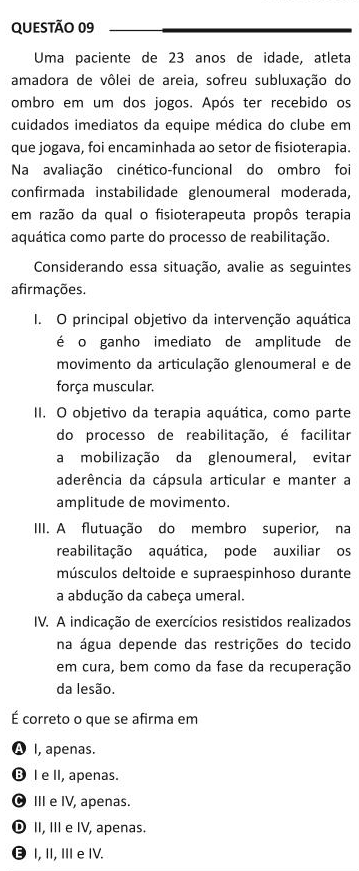 QUESTÃO 09
Uma paciente de 23 anos de idade, atleta
amadora de vôlei de areia, sofreu subluxação do
ombro em um dos jogos. Após ter recebido os
cuidados imediatos da equipe médica do clube em
que jogava, foi encaminhada ao setor de fisioterapia.
Na avaliação cinético-funcional do ombro foi
confirmada instabilidade glenoumeral moderada,
em razão da qual o fisioterapeuta propôs terapia
aquática como parte do processo de reabilitação.
Considerando essa situação, avalie as seguintes
afirmações.
I. O principal objetivo da intervenção aquática
é o ganho imediato de amplitude de
movimento da articulação glenoumeral e de
força muscular.
II. O objetivo da terapia aquática, como parte
do processo de reabilitação, é facilitar
a mobilização da glenoumeral, evitar
aderência da cápsula articular e manter a
amplitude de movimento.
III. A flutuação do membro superior, na
reabilitação aquática, pode auxiliar os
músculos deltoide e supraespinhoso durante
a abdução da cabeça umeral.
IV. A indicação de exercícios resistidos realizados
na água depende das restrições do tecido
em cura, bem como da fase da recuperação
da lesão.
É correto o que se afirma em
A I, apenas.
B I e II, apenas.
C III e IV, apenas.
D II, III e IV, apenas.
E I, II, III e IV.